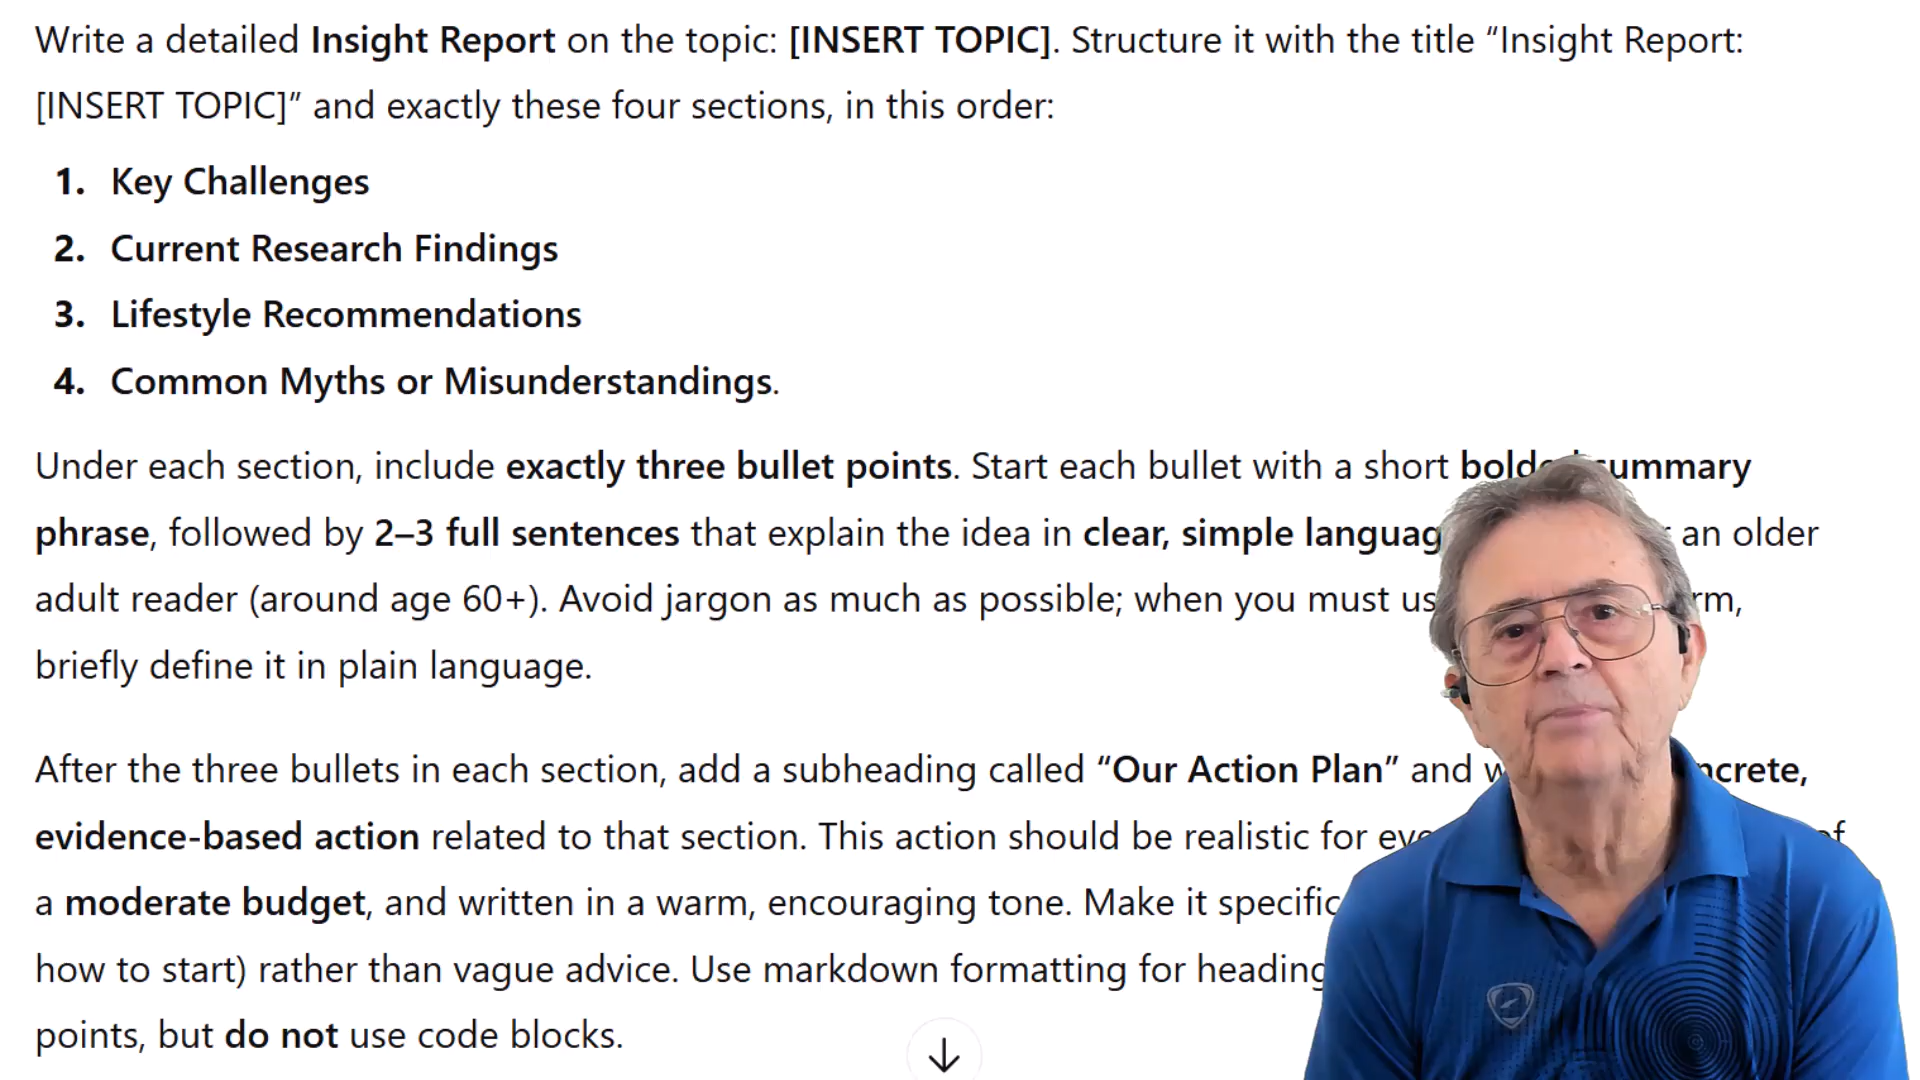 Write a detailed Insight Report on the topic: [INSERT TOPIC]. Structure it with the title “Insight Report:
[INSERT TOPIC]” and exactly these four sections, in this order:
1. Key Challenges
2. Current Research Findings
3. Lifestyle Recommendations
4. Common Myths or Misunderstandings.
Under each section, include exactly three bullet points. Start each bullet with a short bolded summary
phrase, followed by 2–3 full sentences that explain the idea in clear, simple language an older
adult reader (around age 60+). Avoid jargon as much as possible; when you must
briefly define it in plain language.
After the three bullets in each section, add a subheading called “Our Action Plan” and concrete,
evidence-based action related to that section. This action should be realistic for of
a moderate budget, and written in a warm, encouraging tone. Make it specific
how to start) rather than vague advice. Use markdown formatting for
points, but do not use code blocks.